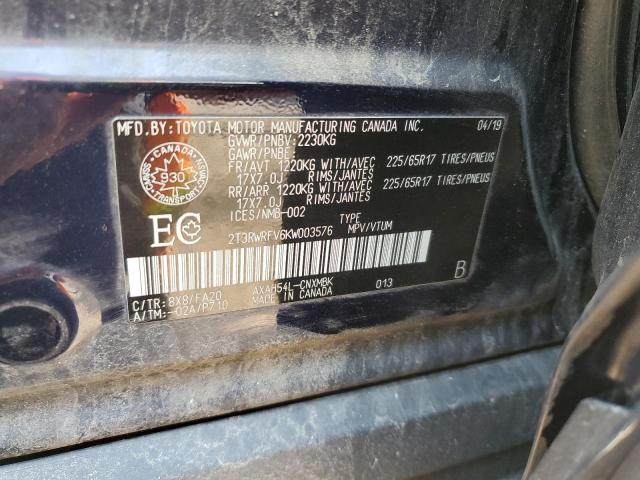 MFD.BY:TOYOTA MOTOR MANUFACTURING CANADA INC. 04/19
GVWR/PNBV:2230KG
GAWR/PNBE:
FR/AVT 1220KG WITH/AVEC 225/65R17 TIRES/PNEUS
17X7.0J RIMS/JANTES
RR/ARR 1220KG WITH/AVEC 225/65R17 TIRES/PNEUS
17X7.0J RIMS/JANTES
ICES/NMB-002
CANADA
930
EC
TYPE
2T3RWRFV6KW003576 MPV/VTUM
B
C/TR:8X8/FA20 AXAH54L-CNXMBK 013
A/TM:-02A/P710 MADE IN CANADA